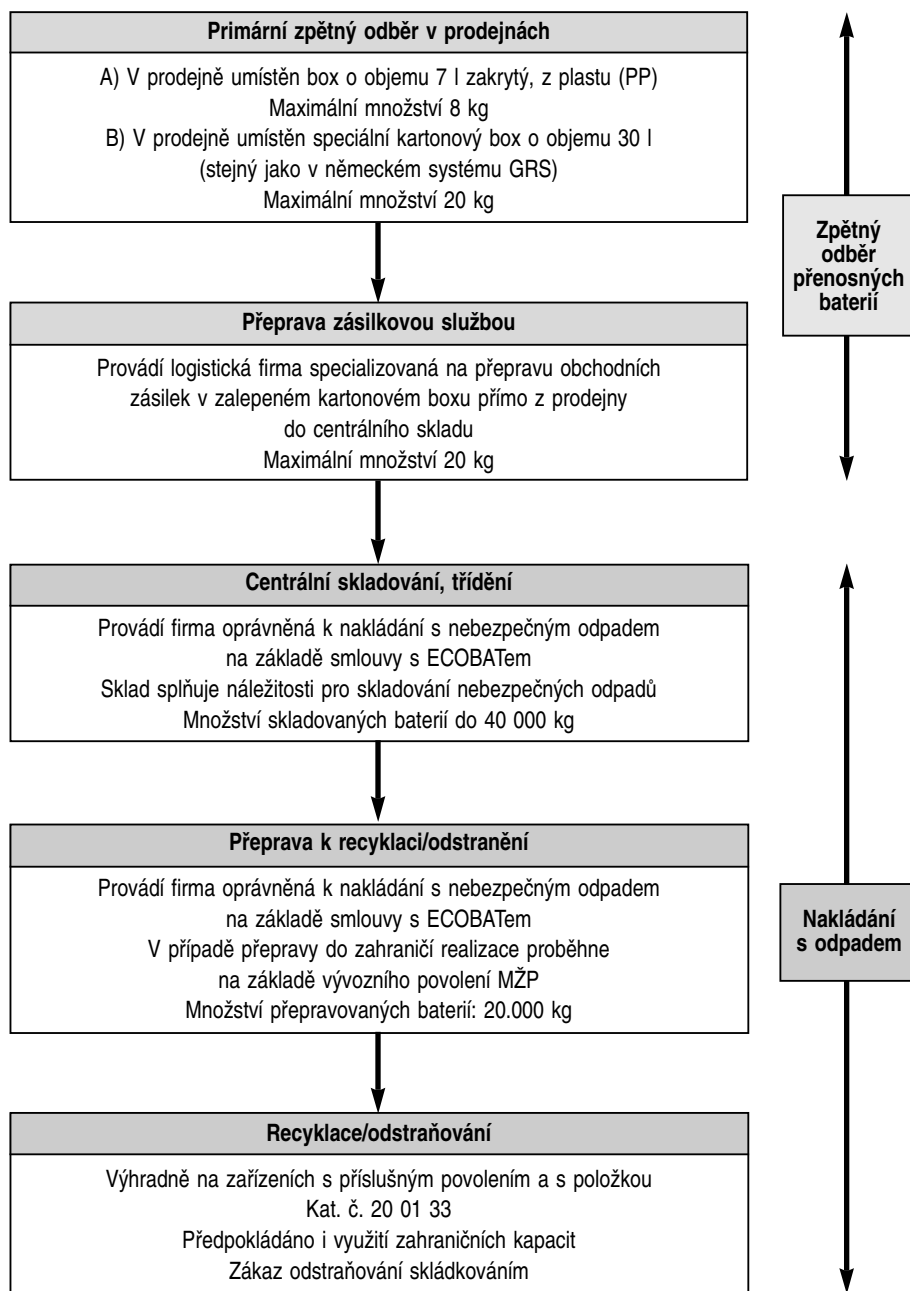 Primární zpětný odběr v prodejnách
A) V prodejně umístěn box o objemu 7 l zakrytý, z plastu (PP)
Maximální množství 8 kg
B) V prodejně umístěn speciální kartonový box o objemu 30 l
(stejný jako v německém systému GRS)
Maximální množství 20 kg
Zpětný
odběr
přenosných
baterií
Přeprava zásilkovou službou
Provádí logistická firma specializovaná na přepravu obchodních
zásilek v zalepeném kartonovém boxu přímo z prodejny
do centrálního skladu
Maximální množství 20 kg
Centrální skladování, třídění
Provádí firma oprávněná k nakládání s nebezpečným odpadem
na základě smlouvy s ECOBATem
Sklad splňuje náležitosti pro skladování nebezpečných odpadů
Množství skladovaných baterií do 40 000 kg
Přeprava k recyklaci/odstranění
Provádí firma oprávněná k nakládání s nebezpečným odpadem
na základě smlouvy s ECOBATem
V případě přepravy do zahraničí realizace proběhne
na základě vývozního povolení MŽP
Množství přepravovaných baterií: 20.000 kg
Nakládání
s odpadem
Recyklace/odstraňování
Výhradně na zařízeních s příslušným povolením a s položkou
Kat. č. 20 01 33
Předpokládáno i využití zahraničních kapacit
Zákaz odstraňování skládkováním